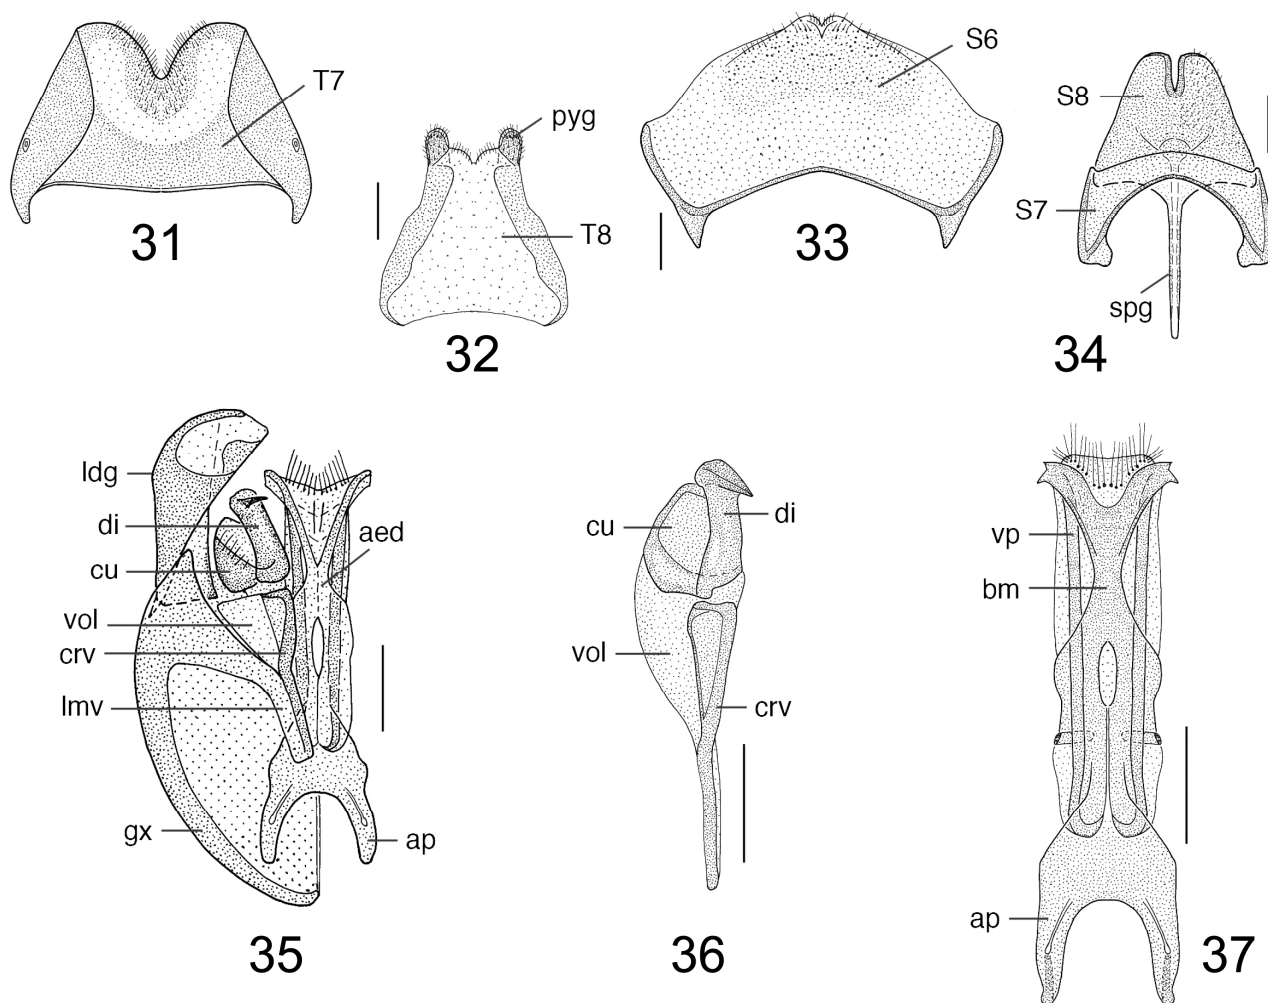 T7
31
pyg
T8
32
S6
33
S8
S7
spg
34
ldg
di
cu
vol
crv
lmv
gx
aed
ap
35
cu
di
vol
crv
36
vp
bm
ap
37